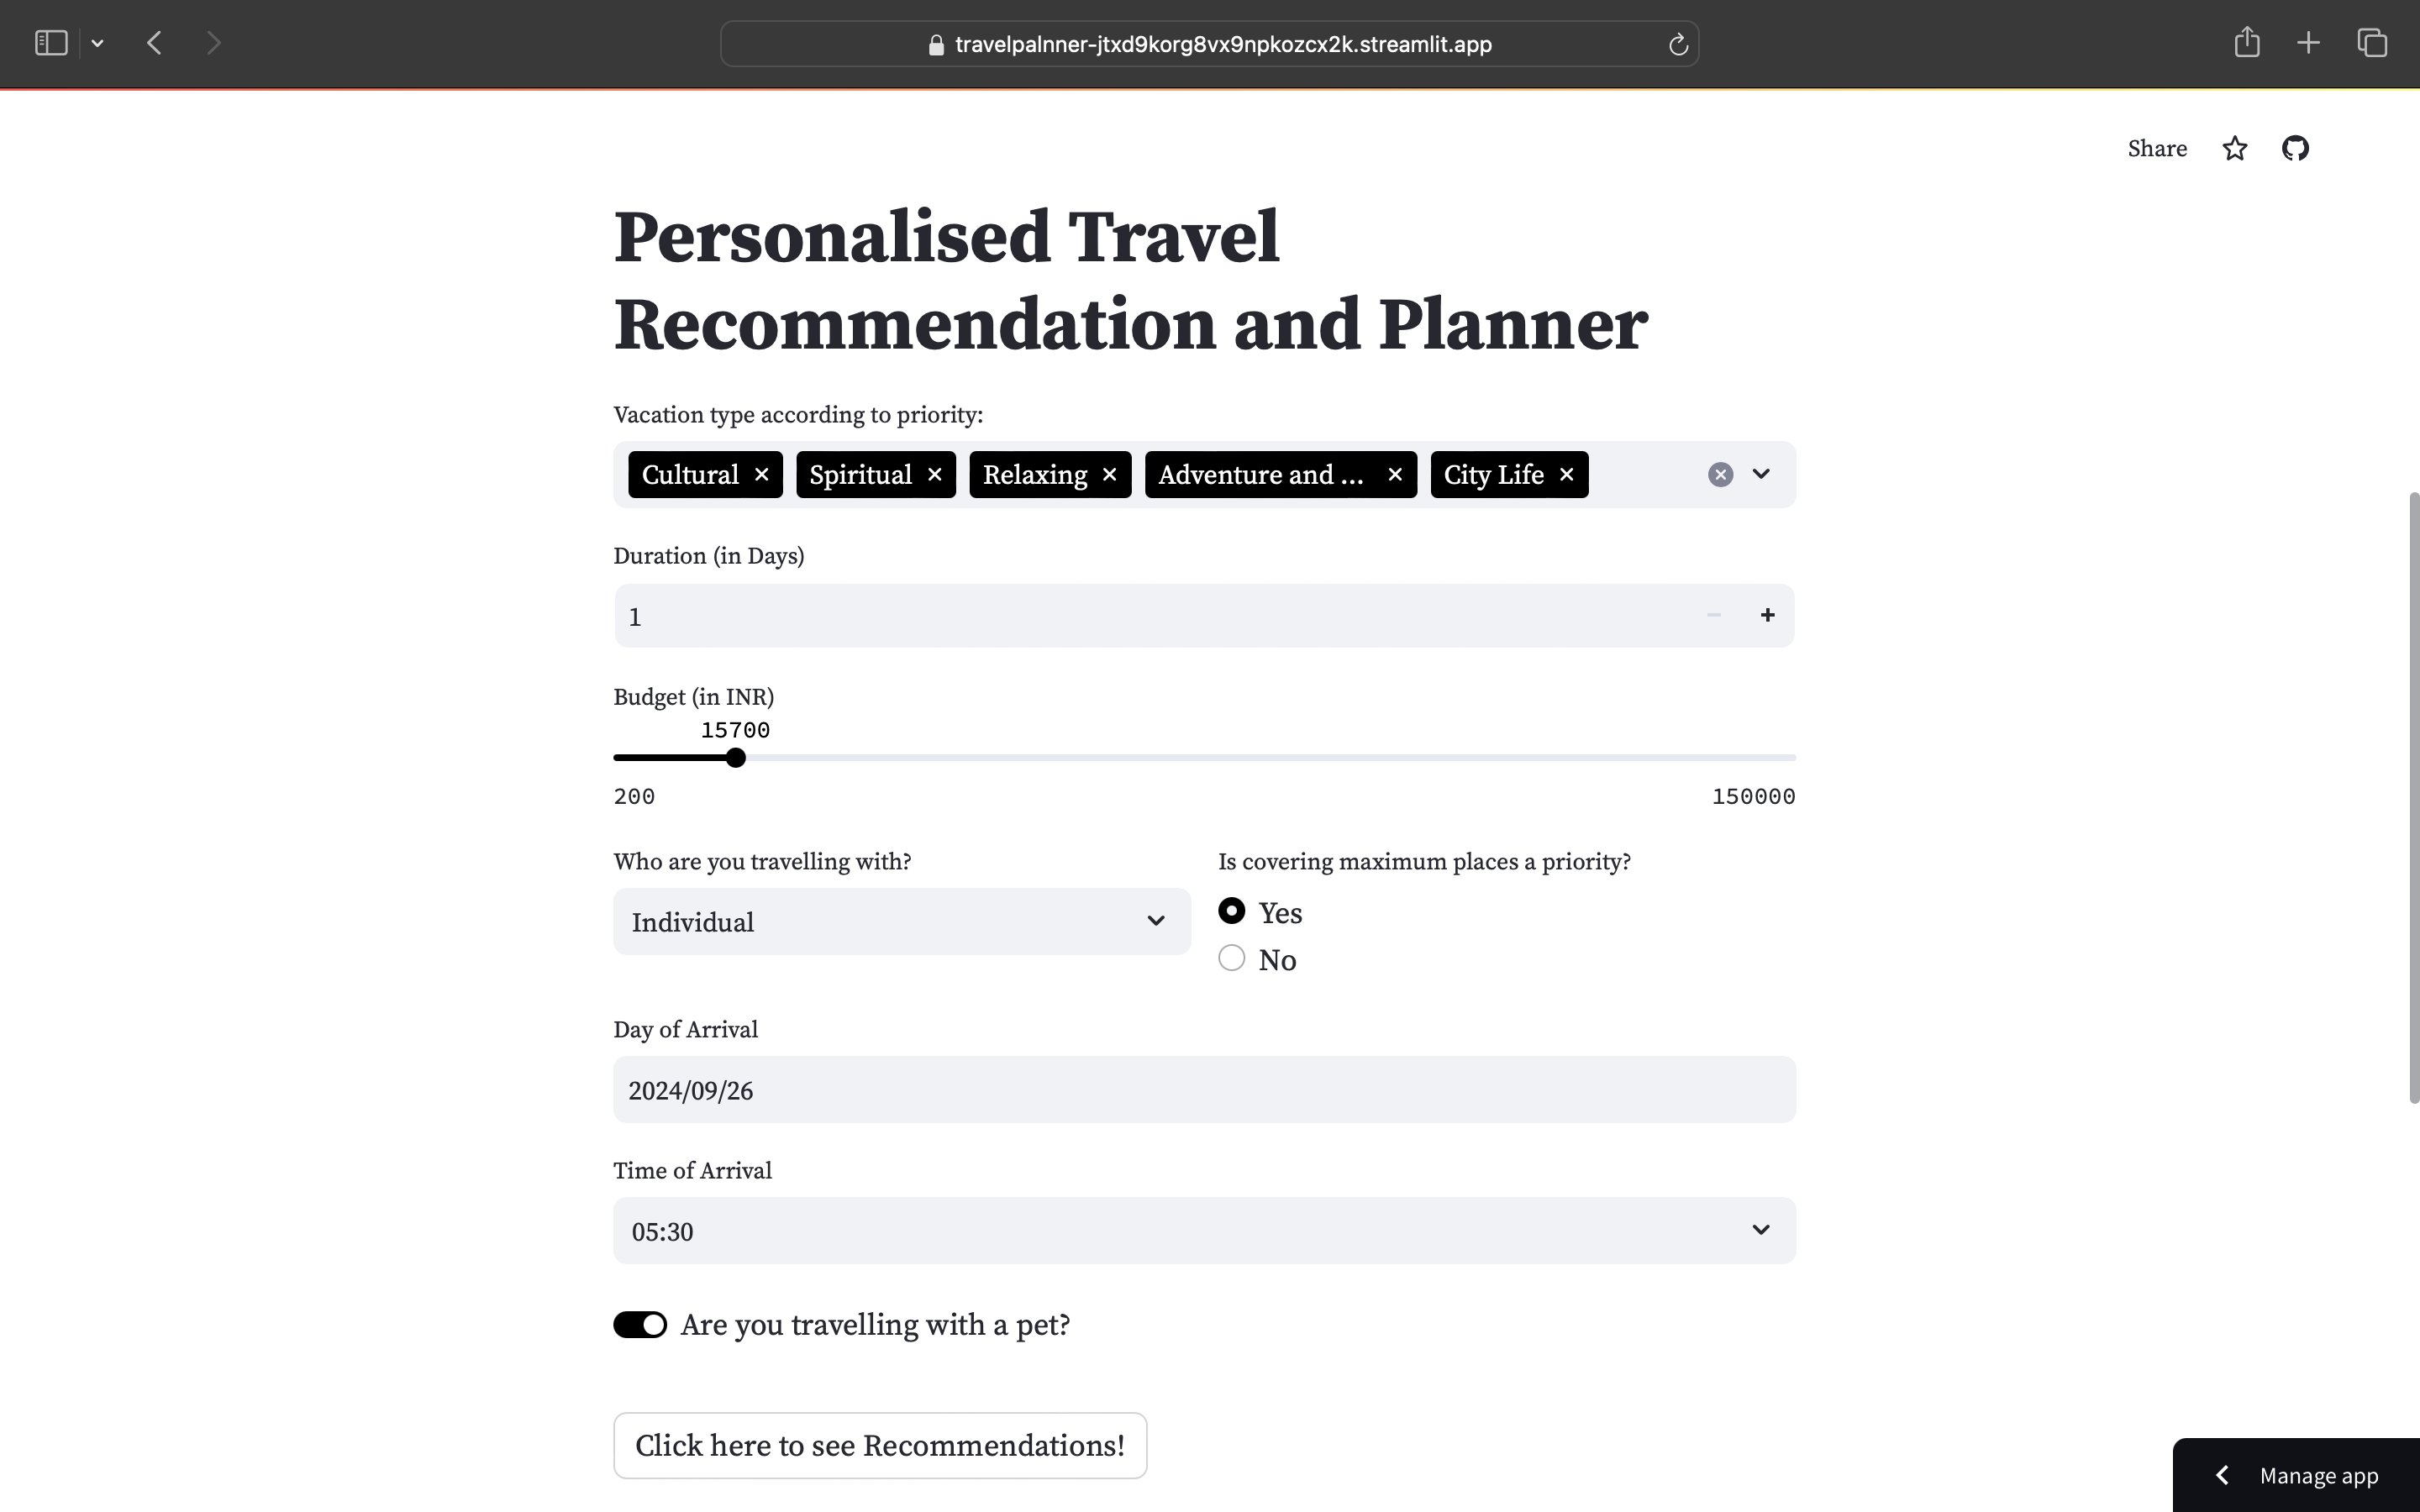 travelpalnner-jtxd9korg8vx9npkozcx2k.streamlit.app
Share
Personalised Travel
Recommendation and Planner
Vacation type according to priority:
Cultural Spiritual Relaxing Adventure and ... City Life
Duration (in Days)
1
Budget (in INR)
15700
200 150000
Who are you travelling with?
Individual
Is covering maximum places a priority?
Yes
No
Day of Arrival
2024/09/26
Time of Arrival
05:30
Are you travelling with a pet?
Click here to see Recommendations!
Manage app